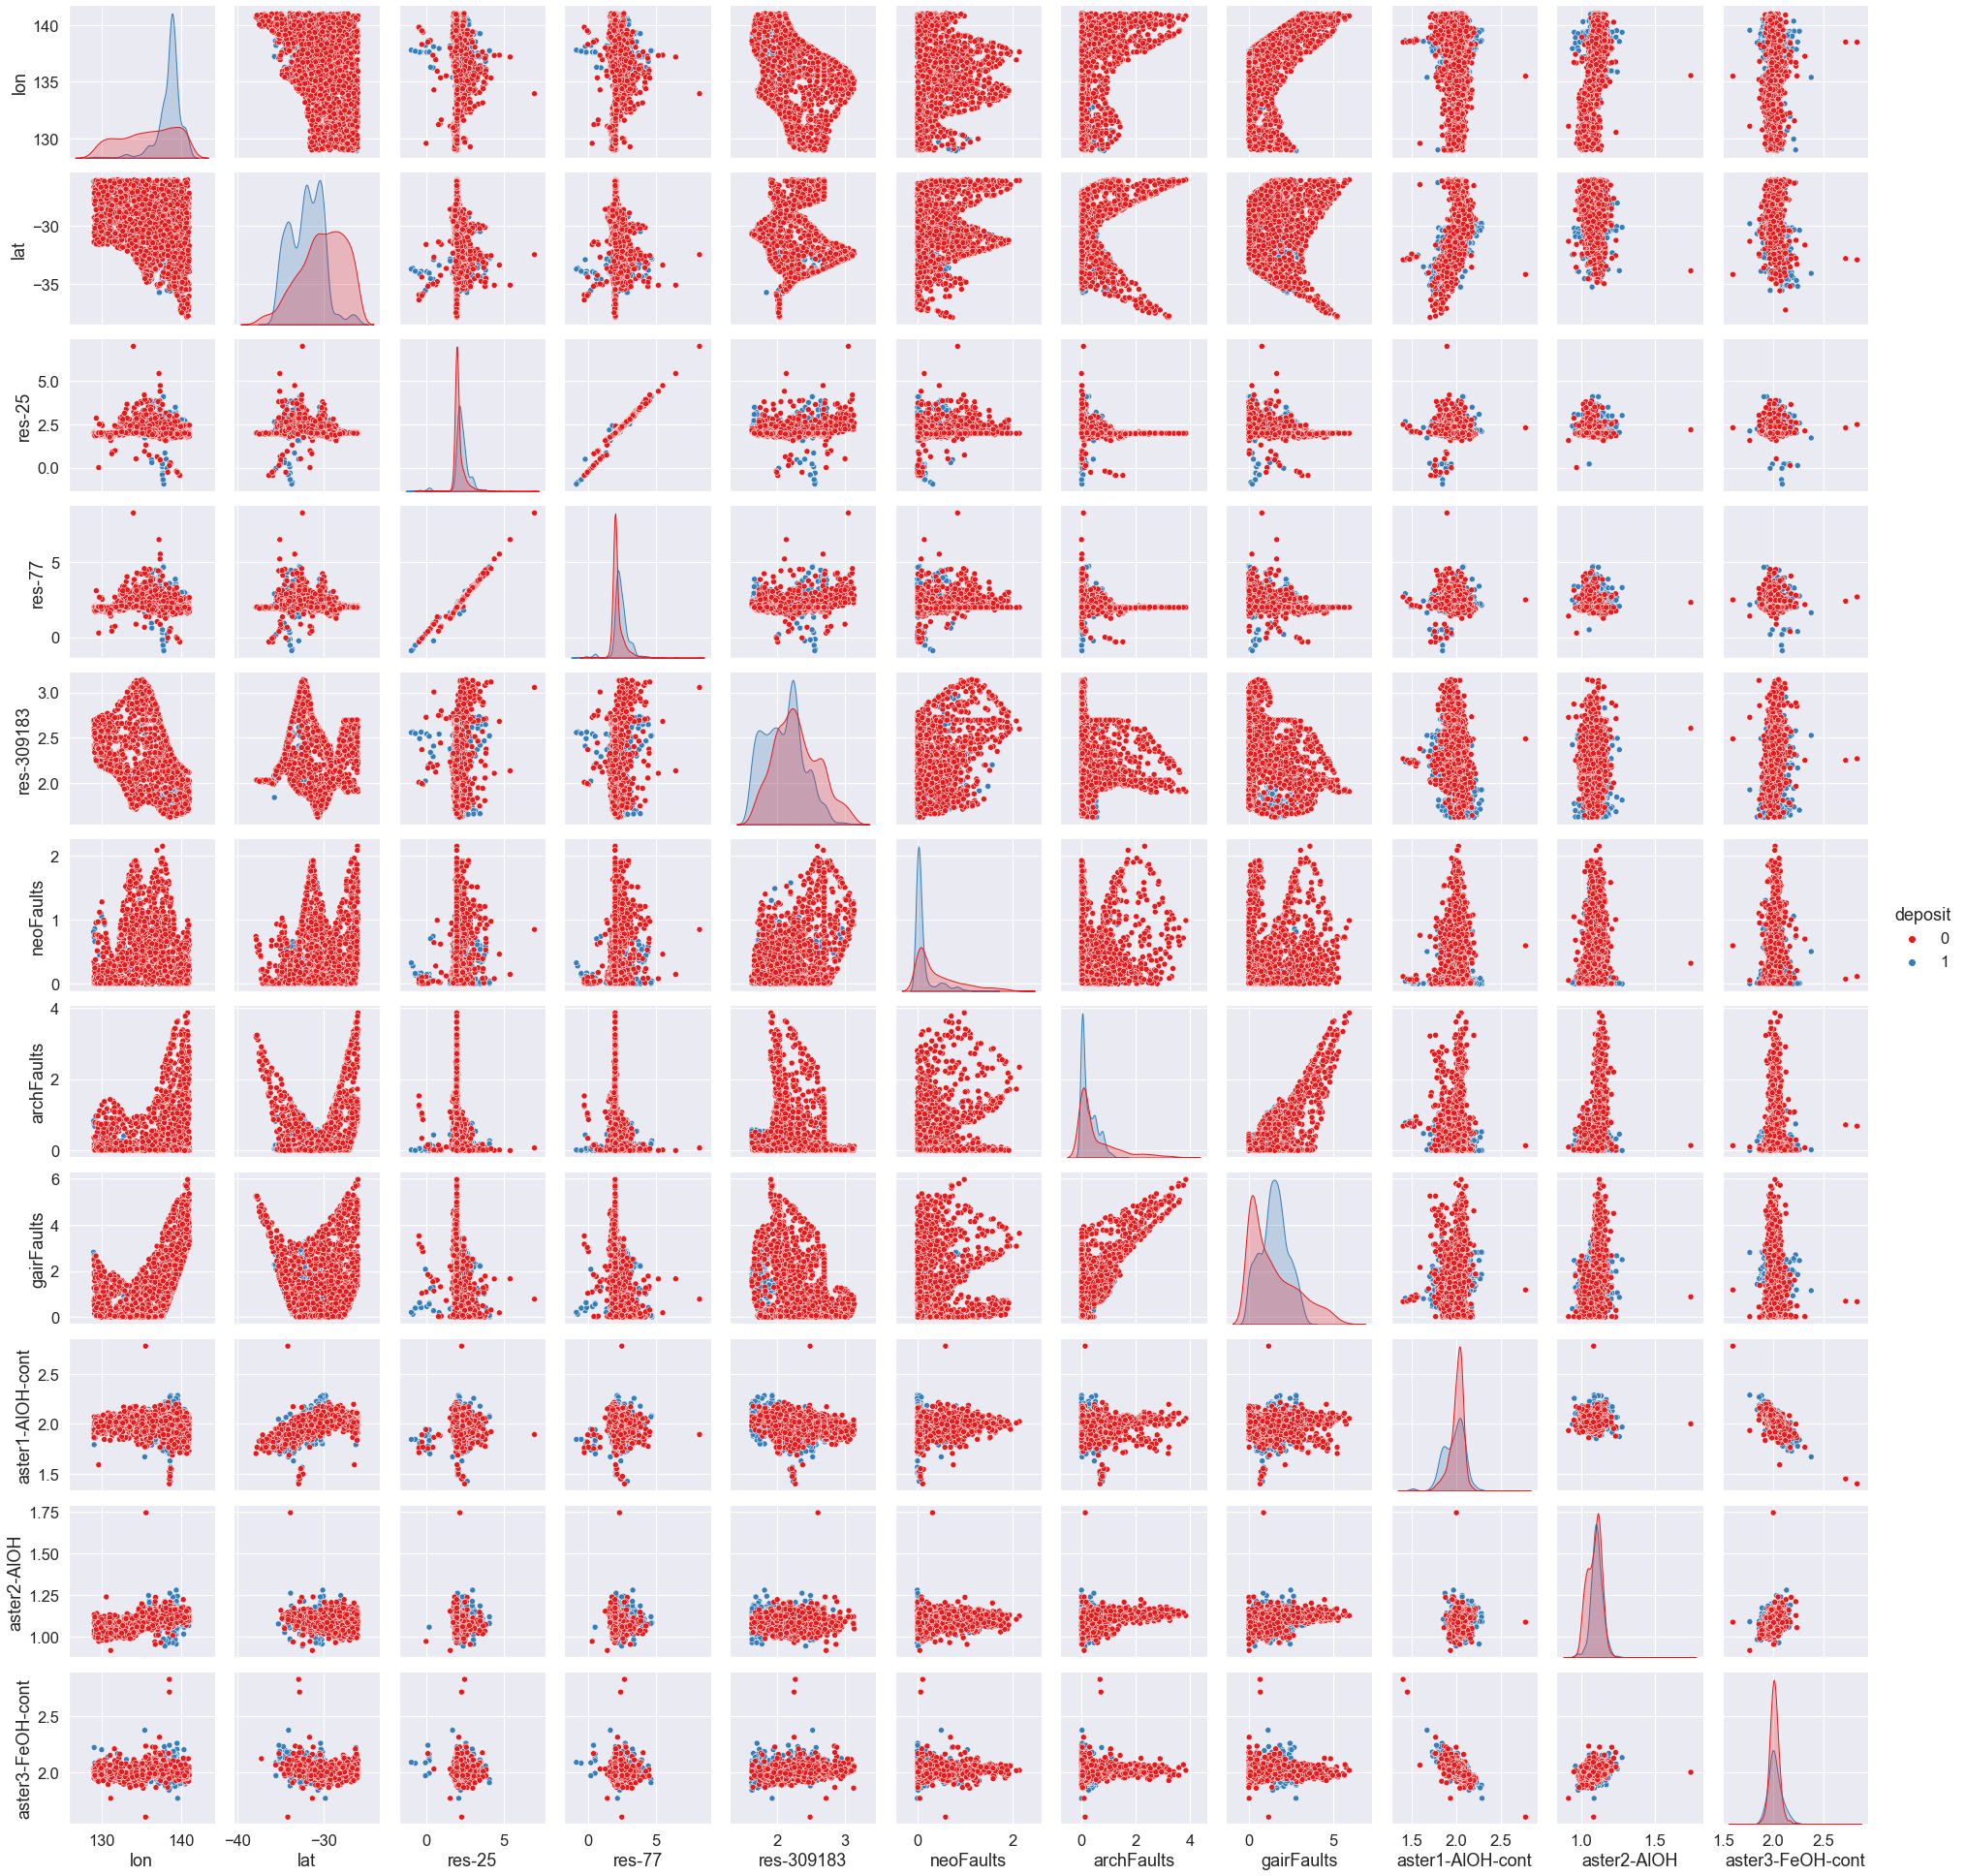 140
135
130
lon
−30
−35
lat
5.0
2.5
0.0
res-25
5
0
res-77
3.0
2.5
2.0
res-309183
2
1
0
neoFaults
deposit
0
1
4
2
0
archFaults
6
4
2
0
gairFaults
2.5
2.0
1.5
aster1-AlOH-cont
1.75
1.50
1.25
1.00
aster2-AlOH
2.5
2.0
aster3-FeOH-cont
130 140
−40 −30
0 5
0 5
2 3
0 2
0 2 4
0 5
1.5 2.0 2.5
1.0 1.5
1.5 2.0 2.5
lon
lat
res-25
res-77
res-309183
neoFaults
archFaults
gairFaults
aster1-AlOH-cont
aster2-AlOH
aster3-FeOH-cont